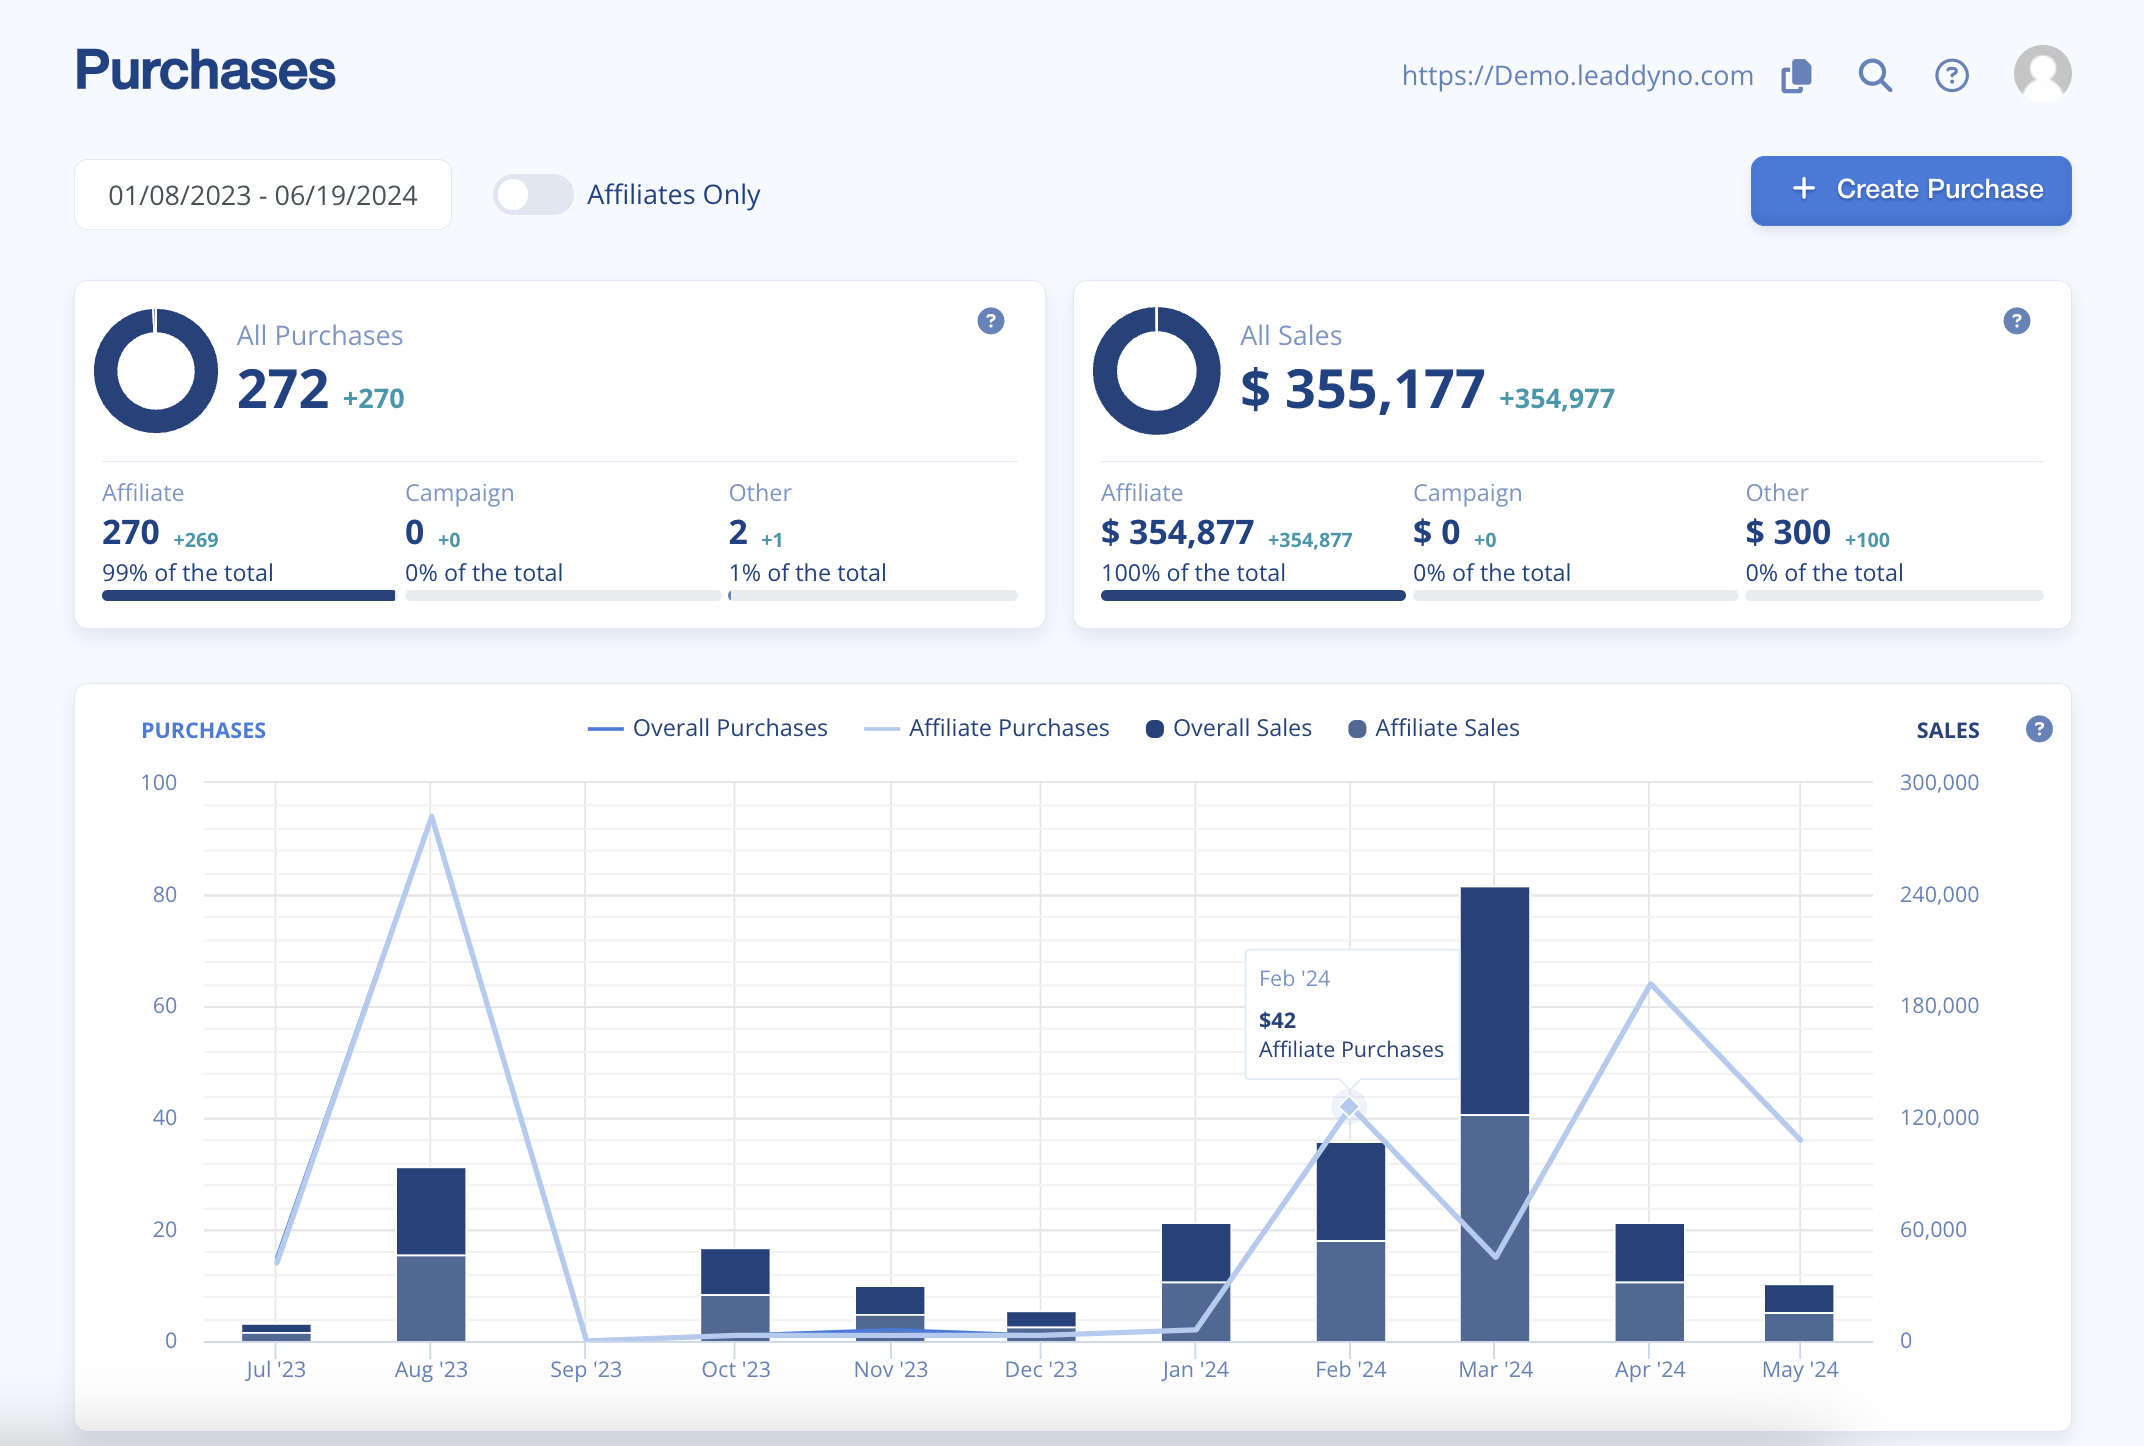 Purchases
https://Demo.leaddyno.com
01/08/2023 - 06/19/2024
Affiliates Only
+ Create Purchase
All Purchases
272 +270
Affiliate
270 +269
99% of the total
Campaign
0 +0
0% of the total
Other
2 +1
1% of the total
All Sales
$ 355,177 +354,977
Affiliate
$ 354,877 +354,877
100% of the total
Campaign
$ 0 +0
0% of the total
Other
$ 300 +100
0% of the total
PURCHASES
Overall Purchases
Affiliate Purchases
Overall Sales
Affiliate Sales
SALES
100
80
60
40
20
0
300,000
240,000
180,000
120,000
60,000
0
Feb '24
$42
Affiliate Purchases
Jul '23
Aug '23
Sep '23
Oct '23
Nov '23
Dec '23
Jan '24
Feb '24
Mar '24
Apr '24
May '24